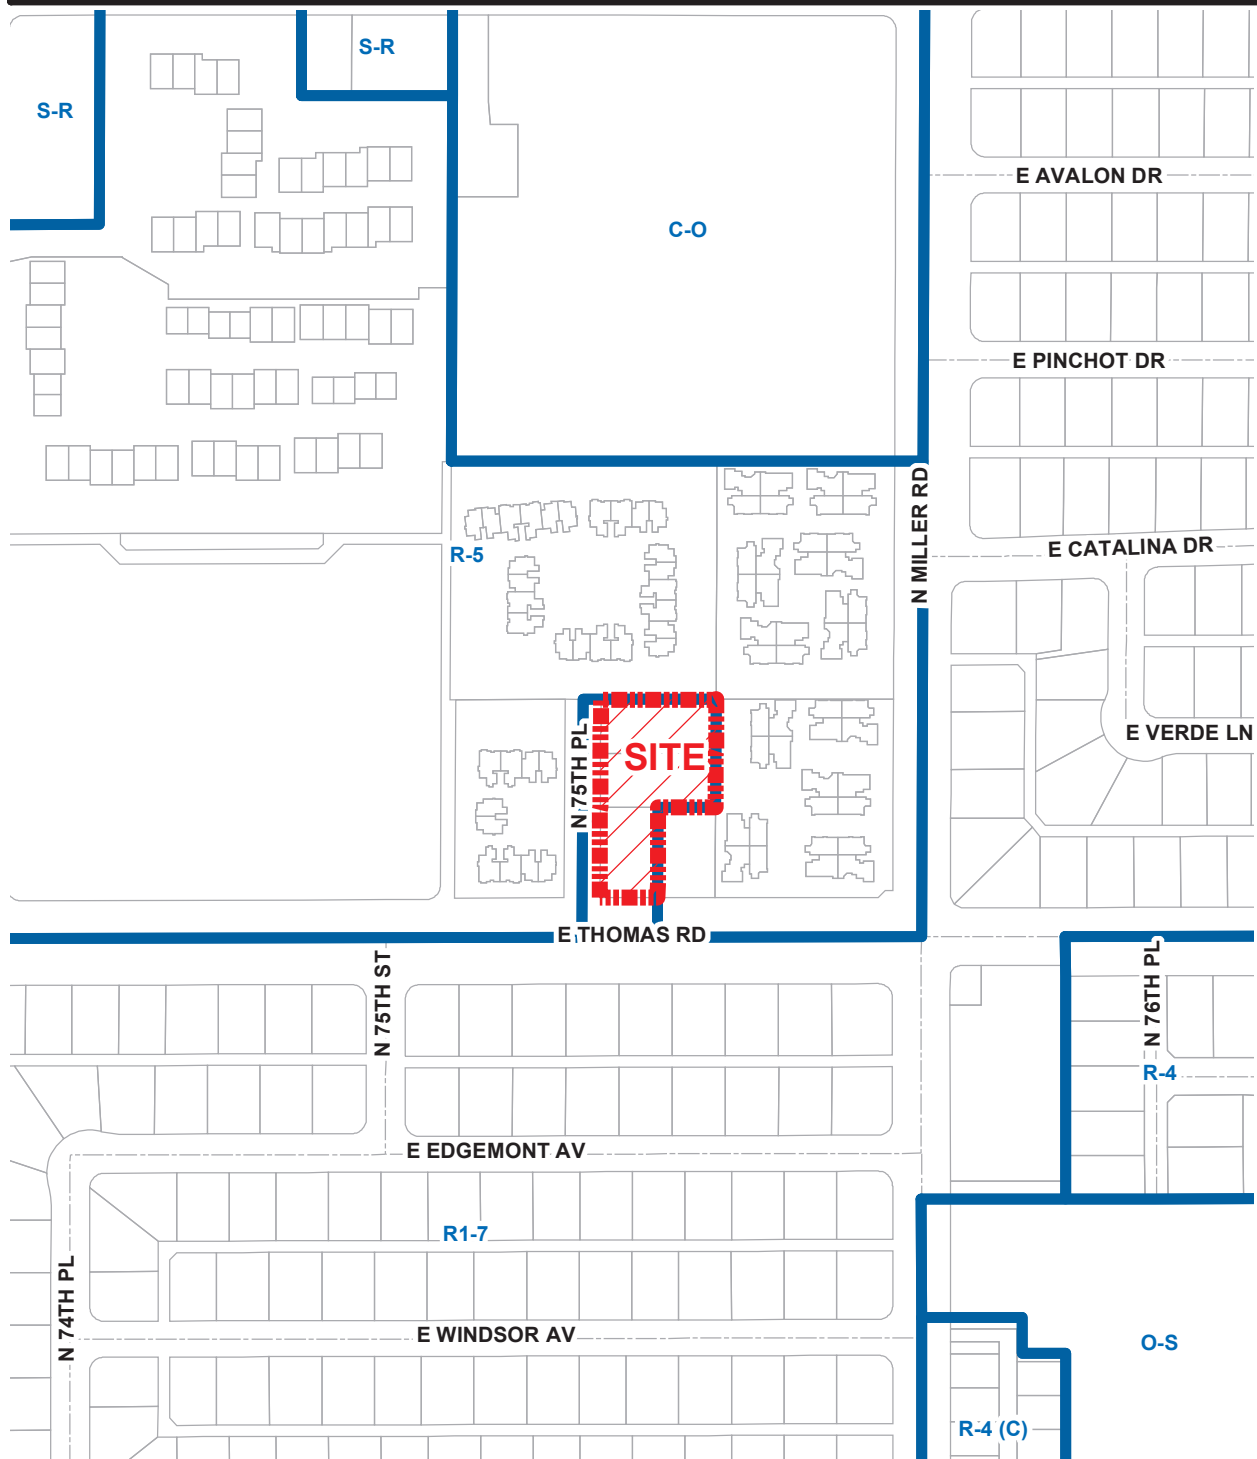 S-R
S-R
E AVALON DR
C-O
E PINCHOT DR
N MILLER RD
E CATALINA DR
R-5
E VERDE LN
SITE
N 75TH PL
E THOMAS RD
N 75TH ST
N 76TH PL
R-4
E EDGEMONT AV
R1-7
N 74TH PL
E WINDSOR AV
O-S
R-4 (C)